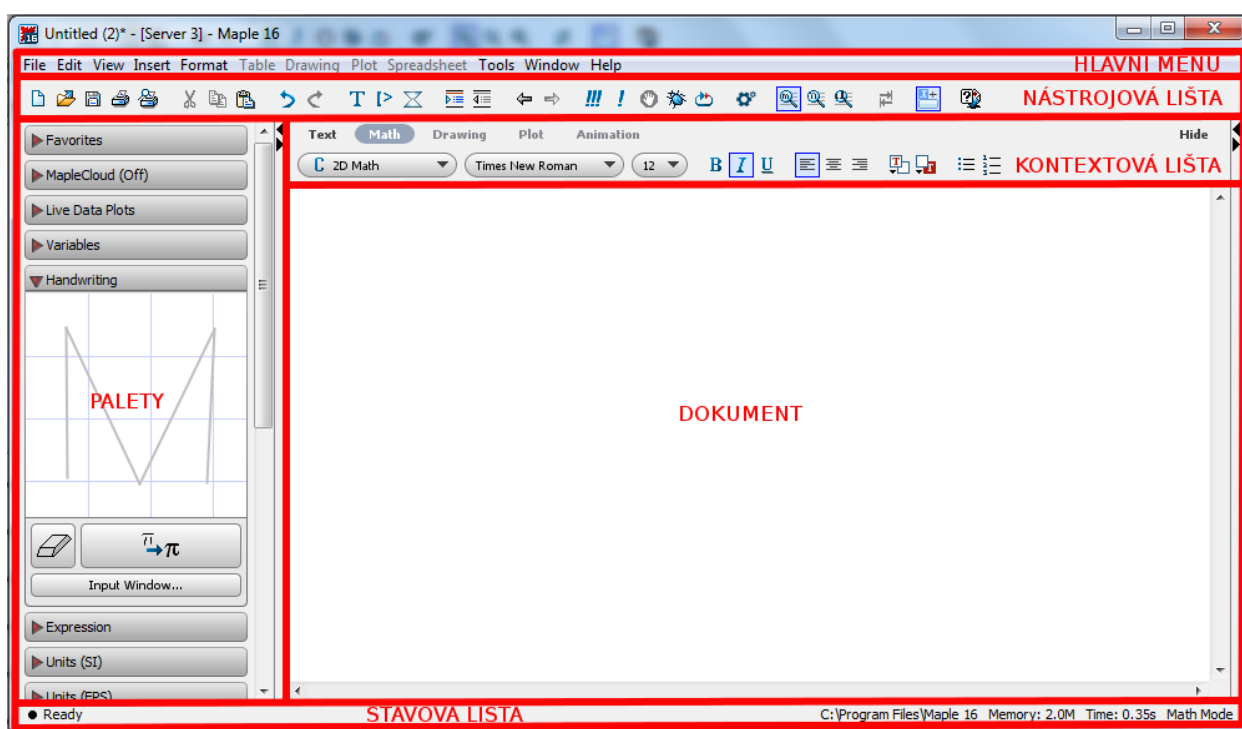 Untitled (2)* - [Server 3] - Maple 16
File Edit View Insert Format Table Drawing Plot Spreadsheet Tools Window Help HLAVNÍ MENU
NÁSTROJOVÁ LIŠTA
Favorites
MapleCloud (Off)
Live Data Plots
Variables
Handwriting
PALETY
Input Window...
Expression
Units (SI)
Units (FPS)
Text Math Drawing Plot Animation Hide
C 2D Math Times New Roman 12 B I U KONTEXTOVÁ LIŠTA
DOKUMENT
Ready STAVOVÁ LIŠTA C:\Program Files\Maple 16 Memory: 2.0M Time: 0.35s Math Mode